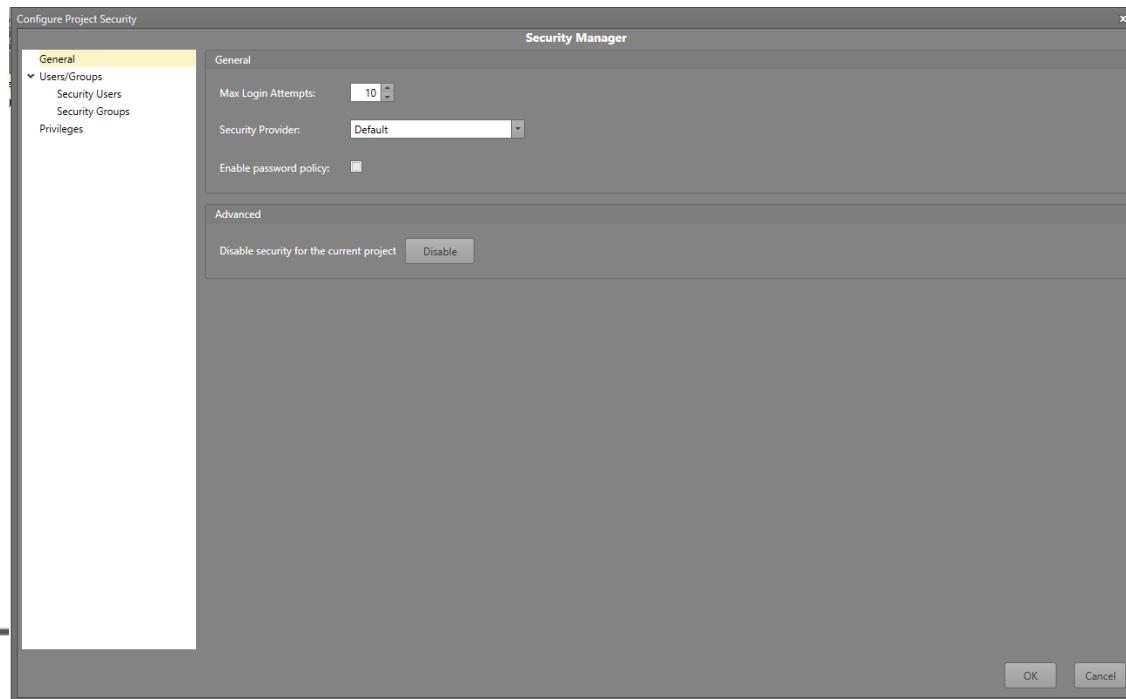 Configure Project Security
x
Security Manager
General
Users/Groups
Security Users
Security Groups
Privileges
General
Max Login Attempts: 10
Security Provider: Default
Enable password policy:
Advanced
Disable security for the current project Disable
OK Cancel